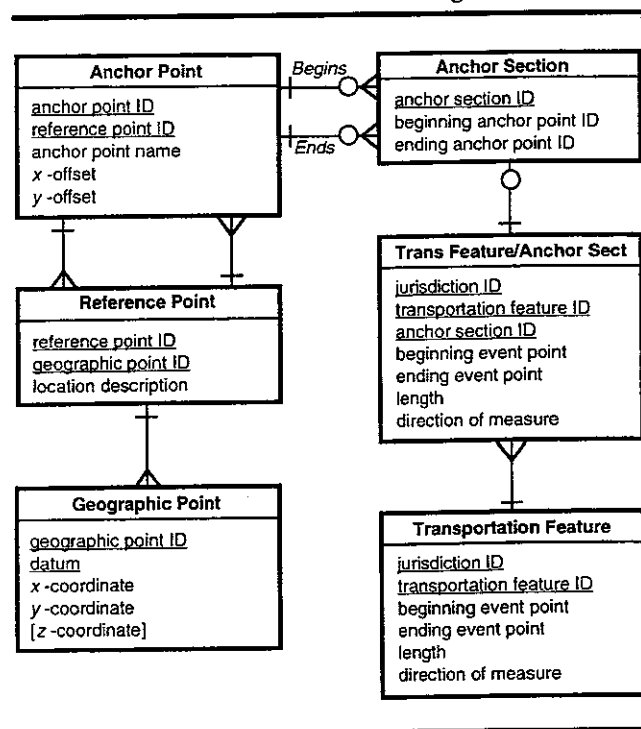 Anchor Point
anchor point ID
reference point ID
anchor point name
x -offset
y -offset
Begins
Ends
Anchor Section
anchor section ID
beginning anchor point ID
ending anchor point ID
Reference Point
reference point ID
geographic point ID
location description
Trans Feature/Anchor Sect
jurisdiction ID
transportation feature ID
anchor section ID
beginning event point
ending event point
length
direction of measure
Geographic Point
geographic point ID
datum
x -coordinate
y -coordinate
[z -coordinate]
Transportation Feature
jurisdiction ID
transportation feature ID
beginning event point
ending event point
length
direction of measure